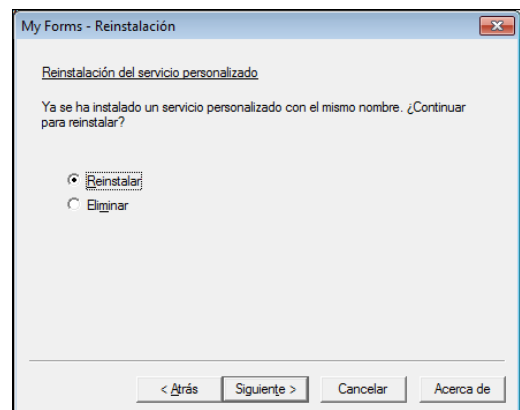 My Forms - Reinstalación
Reinstalación del servicio personalizado
Ya se ha instalado un servicio personalizado con el mismo nombre. ¿Continuar
para reinstalar?
Reinstalar
Eliminar
< Atrás Siguiente > Cancelar Acerca de